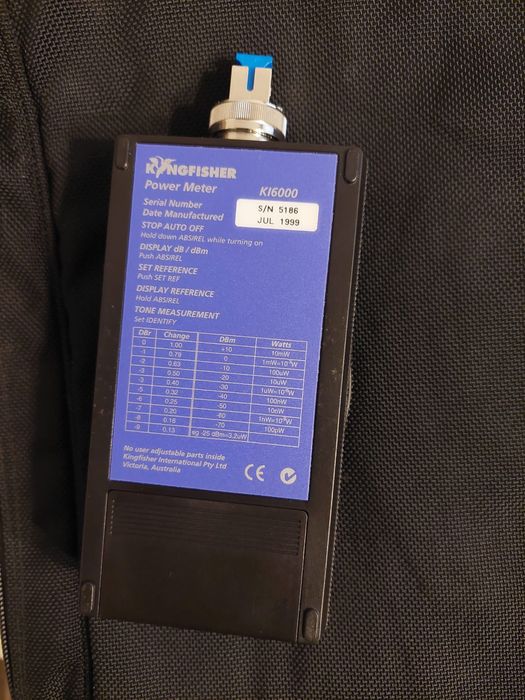 KINGFISHER
Power Meter KI6000
Serial Number S/N 5186
Date Manufactured JUL 1999
STOP AUTO OFF
Hold down ABS/REL while turning on
DISPLAY dB / dBm
Push ABS/REL
SET REFERENCE
Push SET REF
DISPLAY REFERENCE
Hold ABS/REL
TONE MEASUREMENT
Set IDENTIFY
DBr Change DBm Watts
0 1.00 +10 10mW
-1 0.79 0 1mW=10⁻³W
-2 0.63 -10 100uW
-3 0.50 -20 10uW
-3 0.40 -30 1uW=10⁻⁶W
-5 0.32 -40 100nW
-6 0.25 -50 10nW
-7 0.20 -60 1nW=10⁻⁹W
-8 0.16 -70 100pW
-9 0.13 eg -25 dBm=3.2uW
No user adjustable parts inside
Kingfisher International Pty Ltd
Victoria, Australia
CE